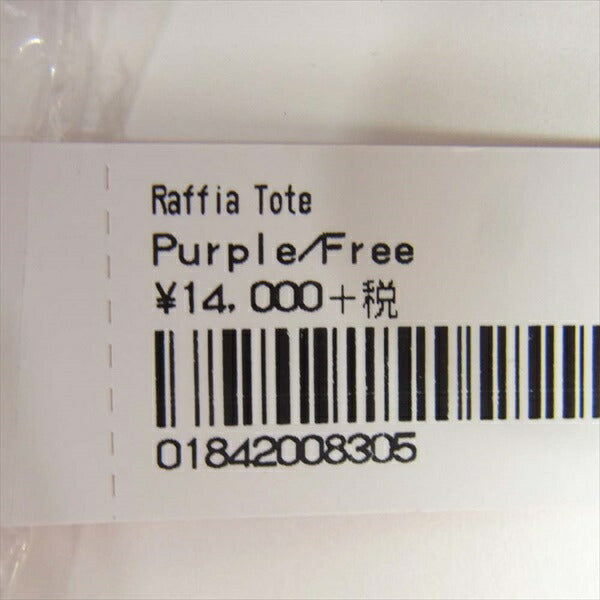 Raffia Tote
Purple/Free
¥14,000+税
01842008305